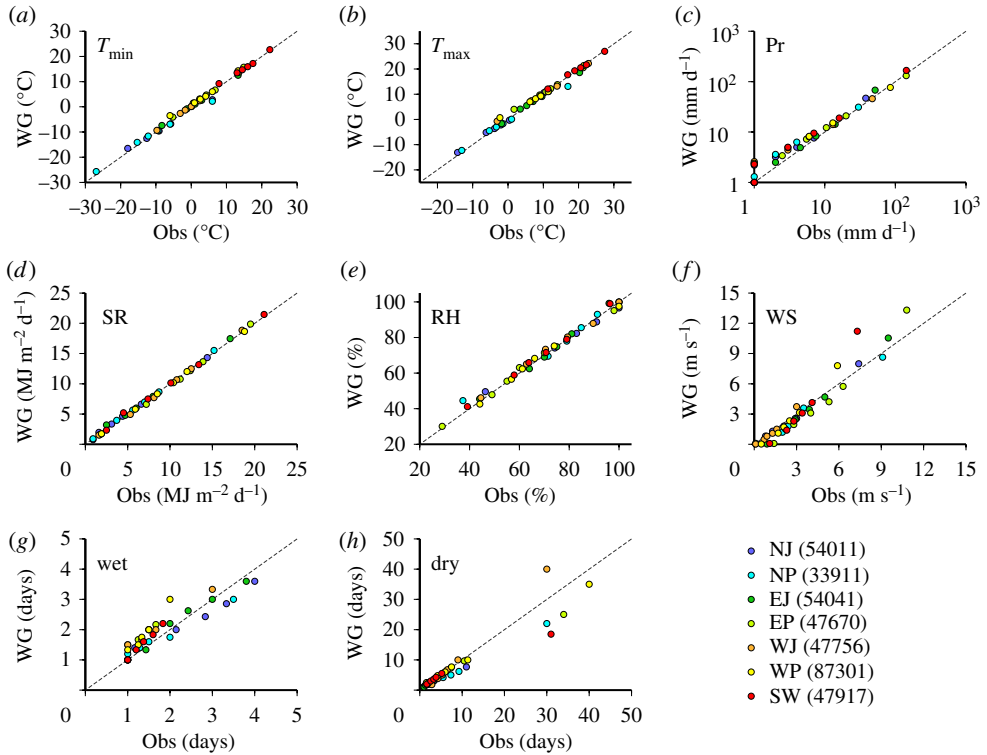 (a) (b) (c)
30 T_min 30 T_max 10³ Pr
20 20
10 10 10²
0 0
−10 −10 10
−20 −20
−30 1
WG (°C) WG (°C) WG (mm d⁻¹)
−30 −20 −10 0 10 20 30 −20 −10 0 10 20 30 1 10 10² 10³
Obs (°C) Obs (°C) Obs (mm d⁻¹)
(d) (e) (f)
25 SR 100 RH 15 WS
20 80 12
15 9
10 60 6
5 40 3
0 20 0
WG (MJ m⁻² d⁻¹) WG (%) WG (m s⁻¹)
5 10 15 20 25 20 40 60 80 100 3 6 9 12 15
Obs (MJ m⁻² d⁻¹) Obs (%) Obs (m s⁻¹)
(g) (h)
5 wet 50 dry
4 40
3 30
2 20
1 10
0 0
WG (days) WG (days)
1 2 3 4 5 10 20 30 40 50
Obs (days) Obs (days)
NJ (54011)
NP (33911)
EJ (54041)
EP (47670)
WJ (47756)
WP (87301)
SW (47917)